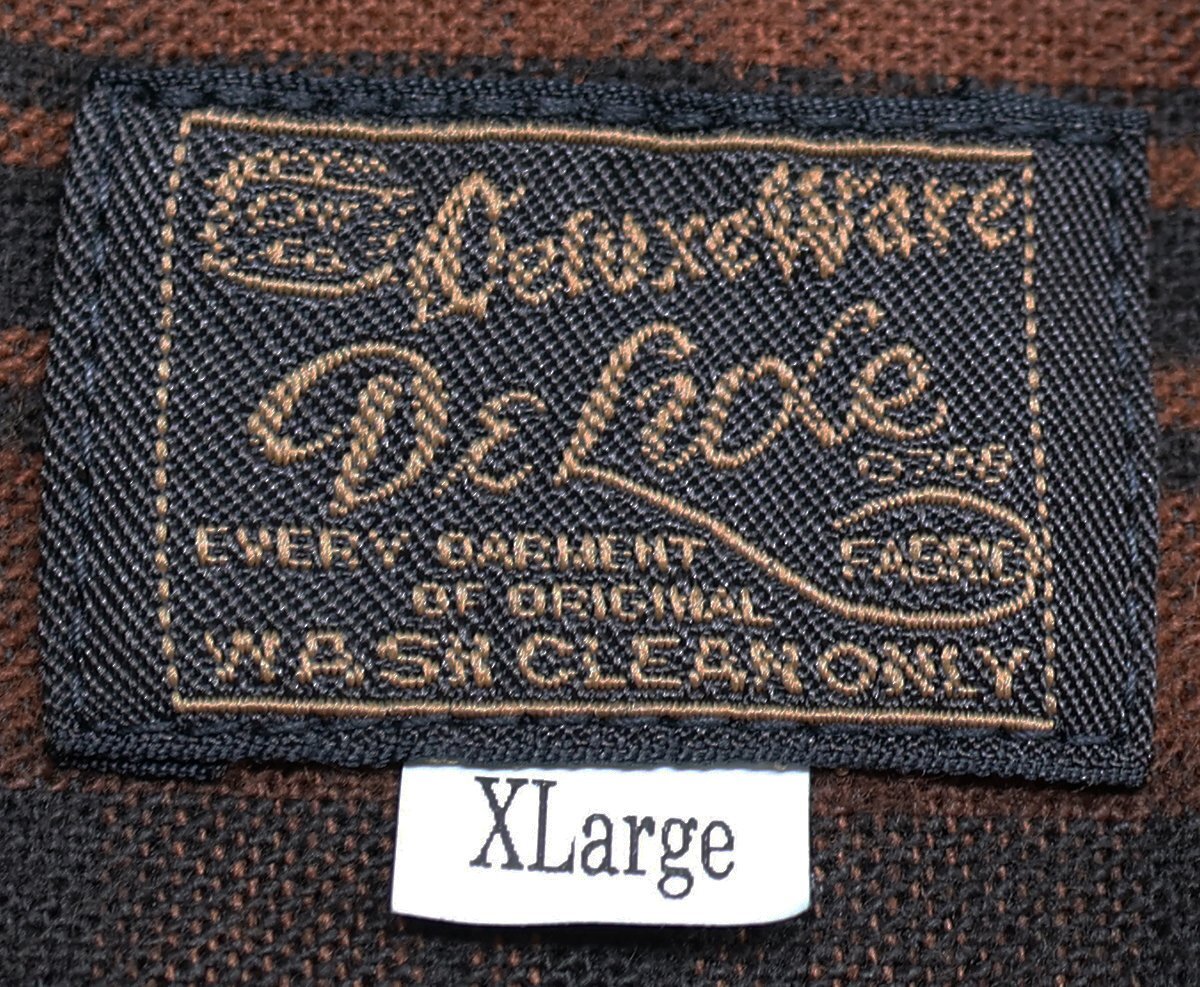 DeluxeWare
DELuxe
EVERY GARMENT
FABRIC
OF ORIGINAL
WASH CLEAN ONLY
XLarge